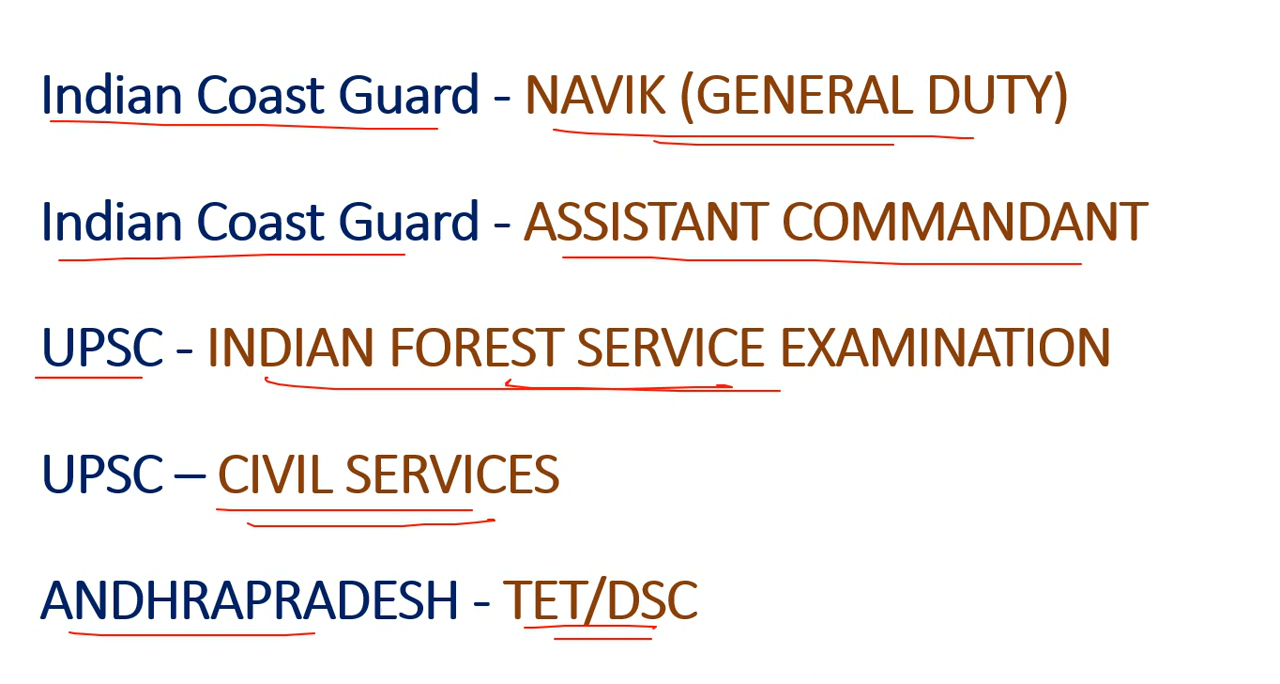 Indian Coast Guard - NAVIK (GENERAL DUTY)
Indian Coast Guard - ASSISTANT COMMANDANT
UPSC - INDIAN FOREST SERVICE EXAMINATION
UPSC – CIVIL SERVICES
ANDHRAPRADESH - TET/DSC